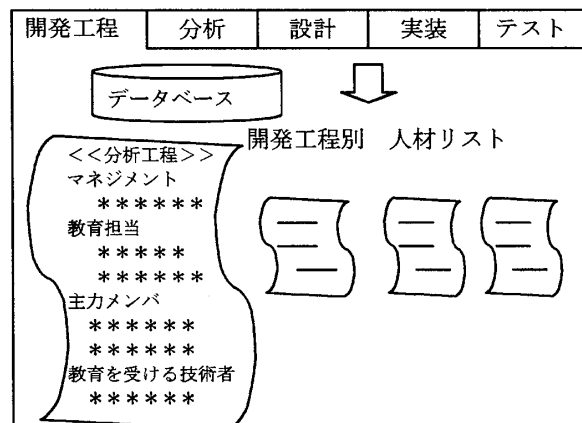 開発工程 分析 設計 実装 テスト
データベース
開発工程別 人材リスト
<<分析工程>>
マネジメント
******
教育担当
*****
******
主力メンバ
******
******
教育を受ける技術者
******